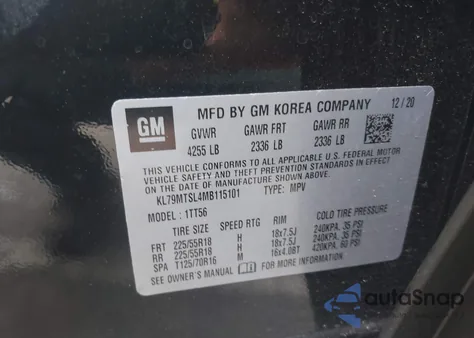 GM
MFD BY GM KOREA COMPANY 12/20
GVWR GAWR FRT GAWR RR
4255 LB 2336 LB 2336 LB
THIS VEHICLE CONFORMS TO ALL APPLICABLE U.S. FEDERAL MOTOR
VEHICLE SAFETY AND THEFT PREVENTION STANDARDS IN EFFECT
ON THE DATE OF MANUFACTURE SHOWN ABOVE.
KL79MTSL4MB115101 TYPE: MPV
MODEL: 1TT56
TIRE SIZE SPEED RTG RIM COLD TIRE PRESSURE
FRT 225/55R18 H 18x7.5J 240KPA, 35 PSI
RR 225/55R18 H 18x7.5J 240KPA, 35 PSI
SPA T125/70R16 M 16x4.0BT 420KPA, 60 PSI
SEE OWNER'S MANUAL FOR MORE INFORMATION
autoSnap